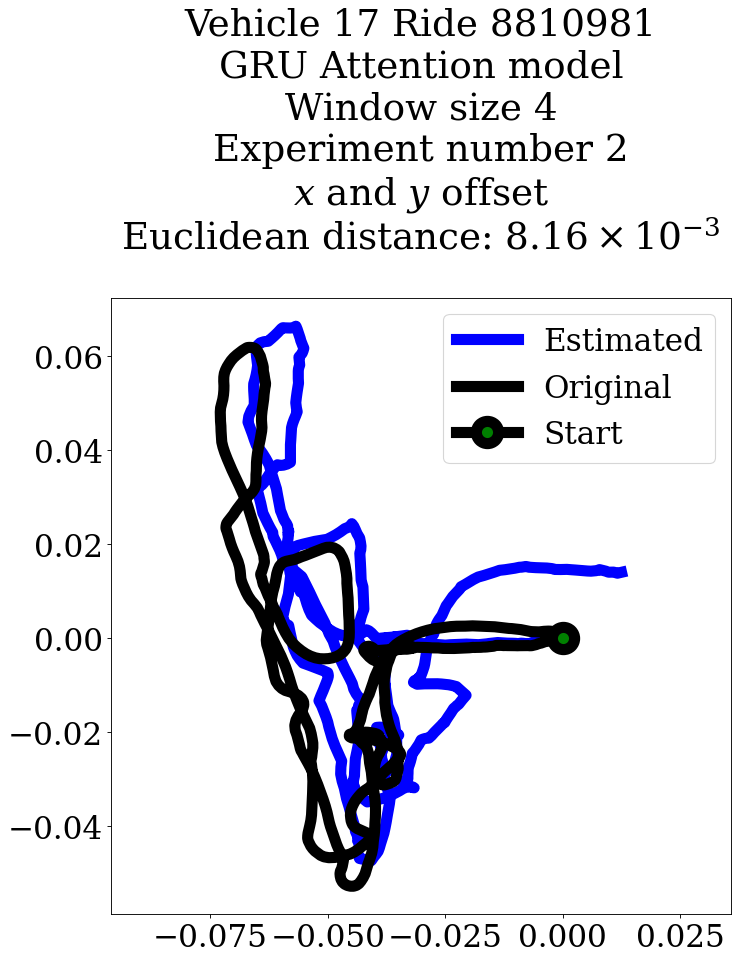 Vehicle 17 Ride 8810981
GRU Attention model
Window size 4
Experiment number 2
x and y offset
Euclidean distance: 8.16 × 10⁻³
Estimated
Original
Start
0.06
0.04
0.02
0.00
−0.02
−0.04
−0.075 −0.050 −0.025 0.000 0.025